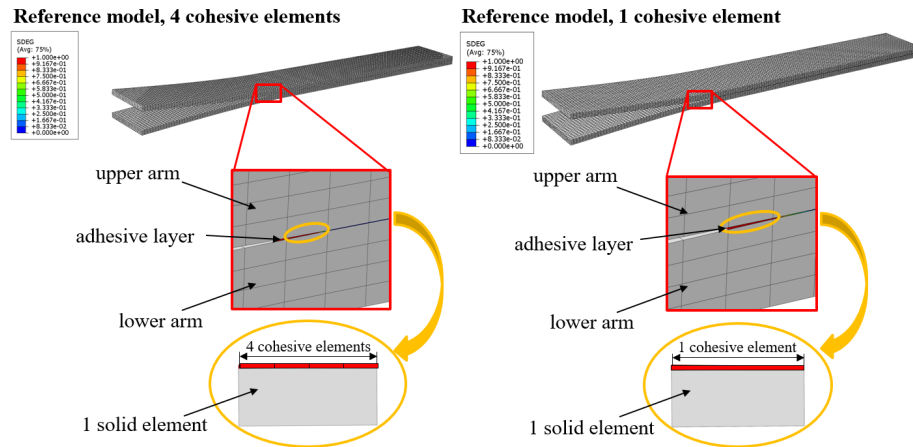 Reference model, 4 cohesive elements
SDEG
(Avg: 75%)
+1.000e+00
+9.167e-01
+8.333e-01
+7.500e-01
+6.667e-01
+5.833e-01
+5.000e-01
+4.167e-01
+3.333e-01
+2.500e-01
+1.667e-01
+8.333e-02
+0.000e+00
upper arm
adhesive layer
lower arm
4 cohesive elements
1 solid element
Reference model, 1 cohesive element
SDEG
(Avg: 75%)
+1.000e+00
+9.167e-01
+8.333e-01
+7.500e-01
+6.667e-01
+5.833e-01
+5.000e-01
+4.167e-01
+3.333e-01
+2.500e-01
+1.667e-01
+8.333e-02
+0.000e+00
upper arm
adhesive layer
lower arm
1 cohesive element
1 solid element